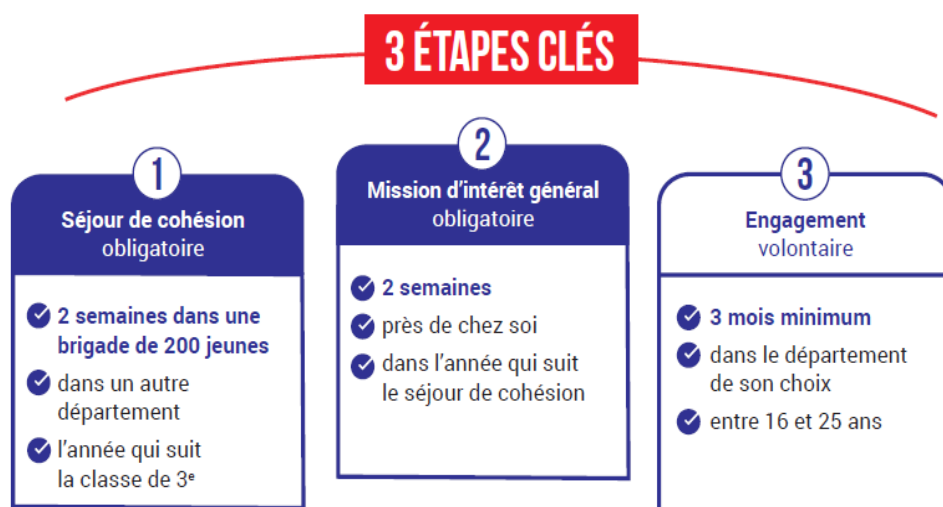 3 ÉTAPES CLÉS
1
Séjour de cohésion
obligatoire
2 semaines dans une
brigade de 200 jeunes
dans un autre
département
l'année qui suit
la classe de 3e
2
Mission d'intérêt général
obligatoire
2 semaines
près de chez soi
dans l'année qui suit
le séjour de cohésion
3
Engagement
volontaire
3 mois minimum
dans le département
de son choix
entre 16 et 25 ans